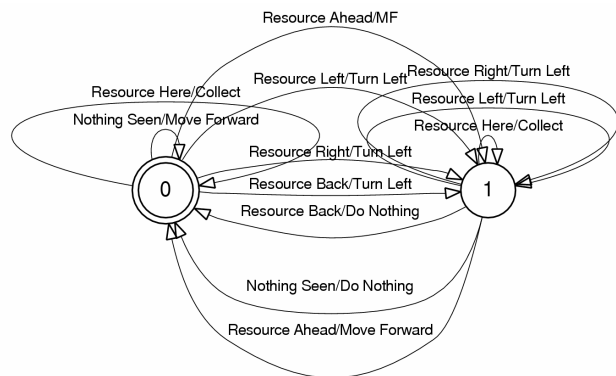 Resource Ahead/MF
Resource Right/Turn Left
Resource Left/Turn Left
Resource Here/Collect
Resource Left/Turn Left
Nothing Seen/Move Forward
Resource Here/Collect
Resource Right/Turn Left
0
Resource Back/Turn Left
1
Resource Back/Do Nothing
Nothing Seen/Do Nothing
Resource Ahead/Move Forward